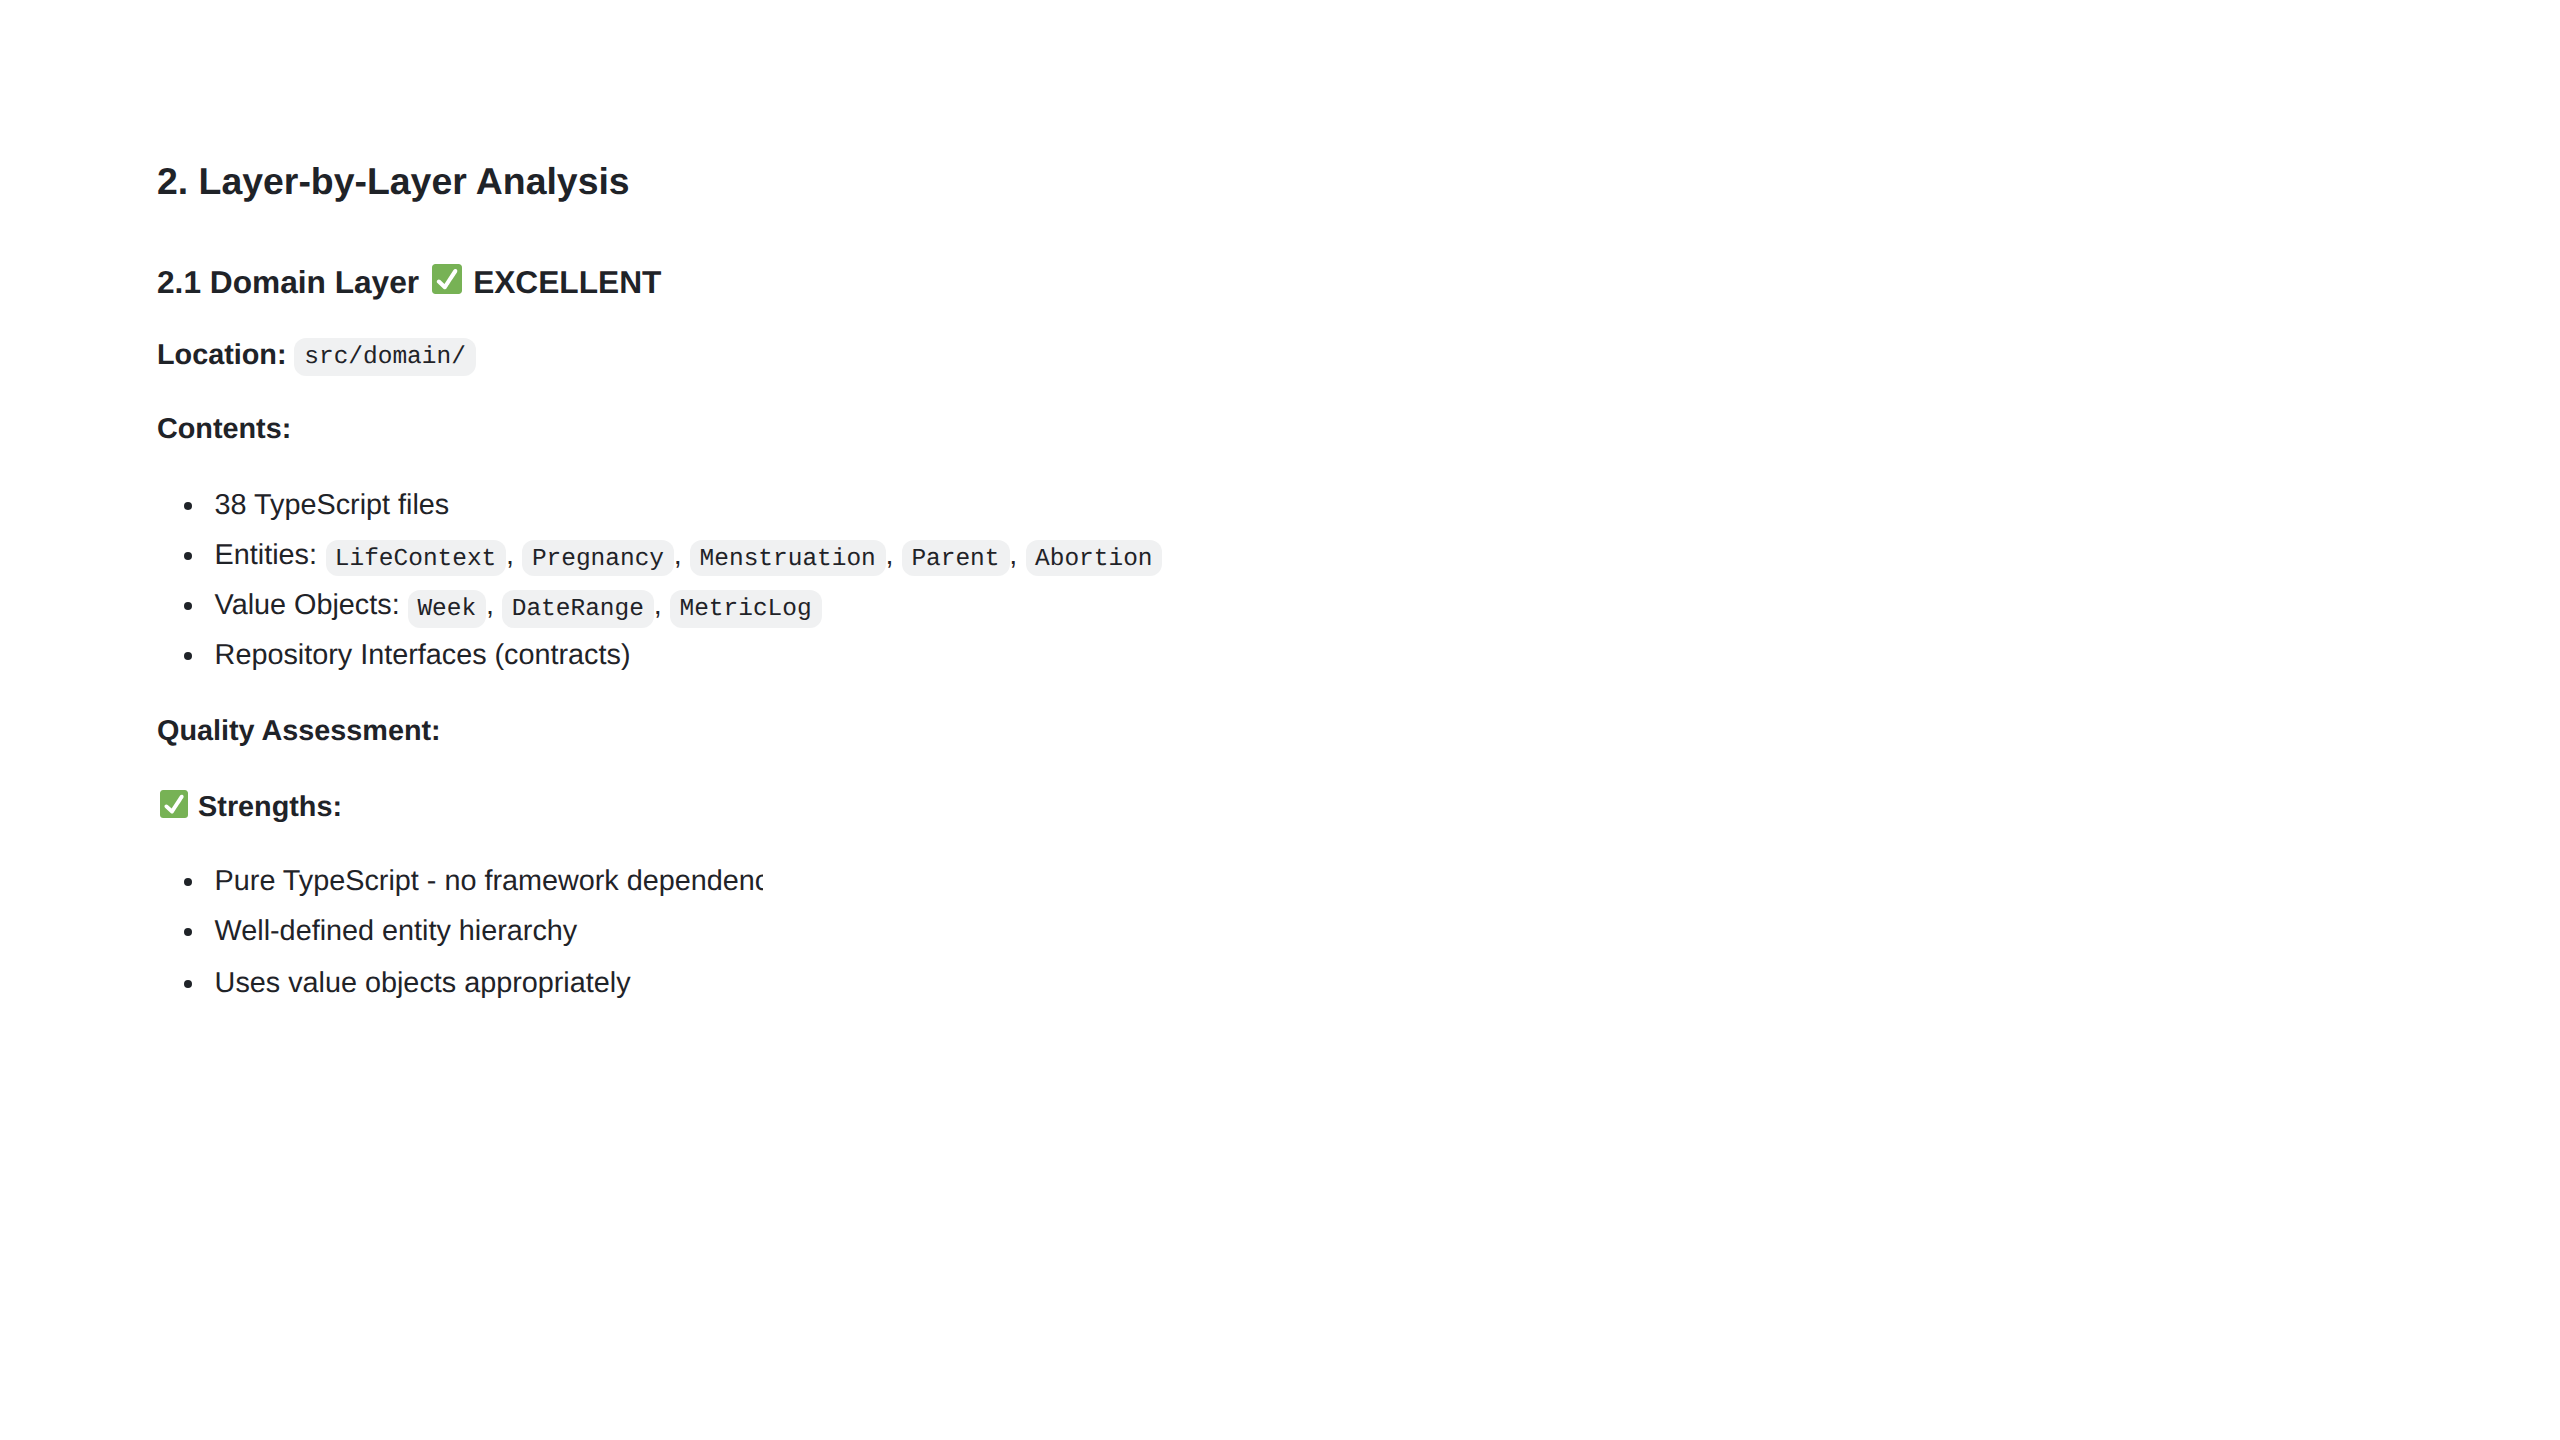 2. Layer-by-Layer Analysis
2.1 Domain Layer ✅ EXCELLENT
Location: src/domain/
Contents:
• 38 TypeScript files
• Entities: LifeContext, Pregnancy, Menstruation, Parent, Abortion
• Value Objects: Week, DateRange, MetricLog
• Repository Interfaces (contracts)
Quality Assessment:
✅ Strengths:
• Pure TypeScript - no framework
• Well-defined entity hierarchy
• Uses value objects appropriately